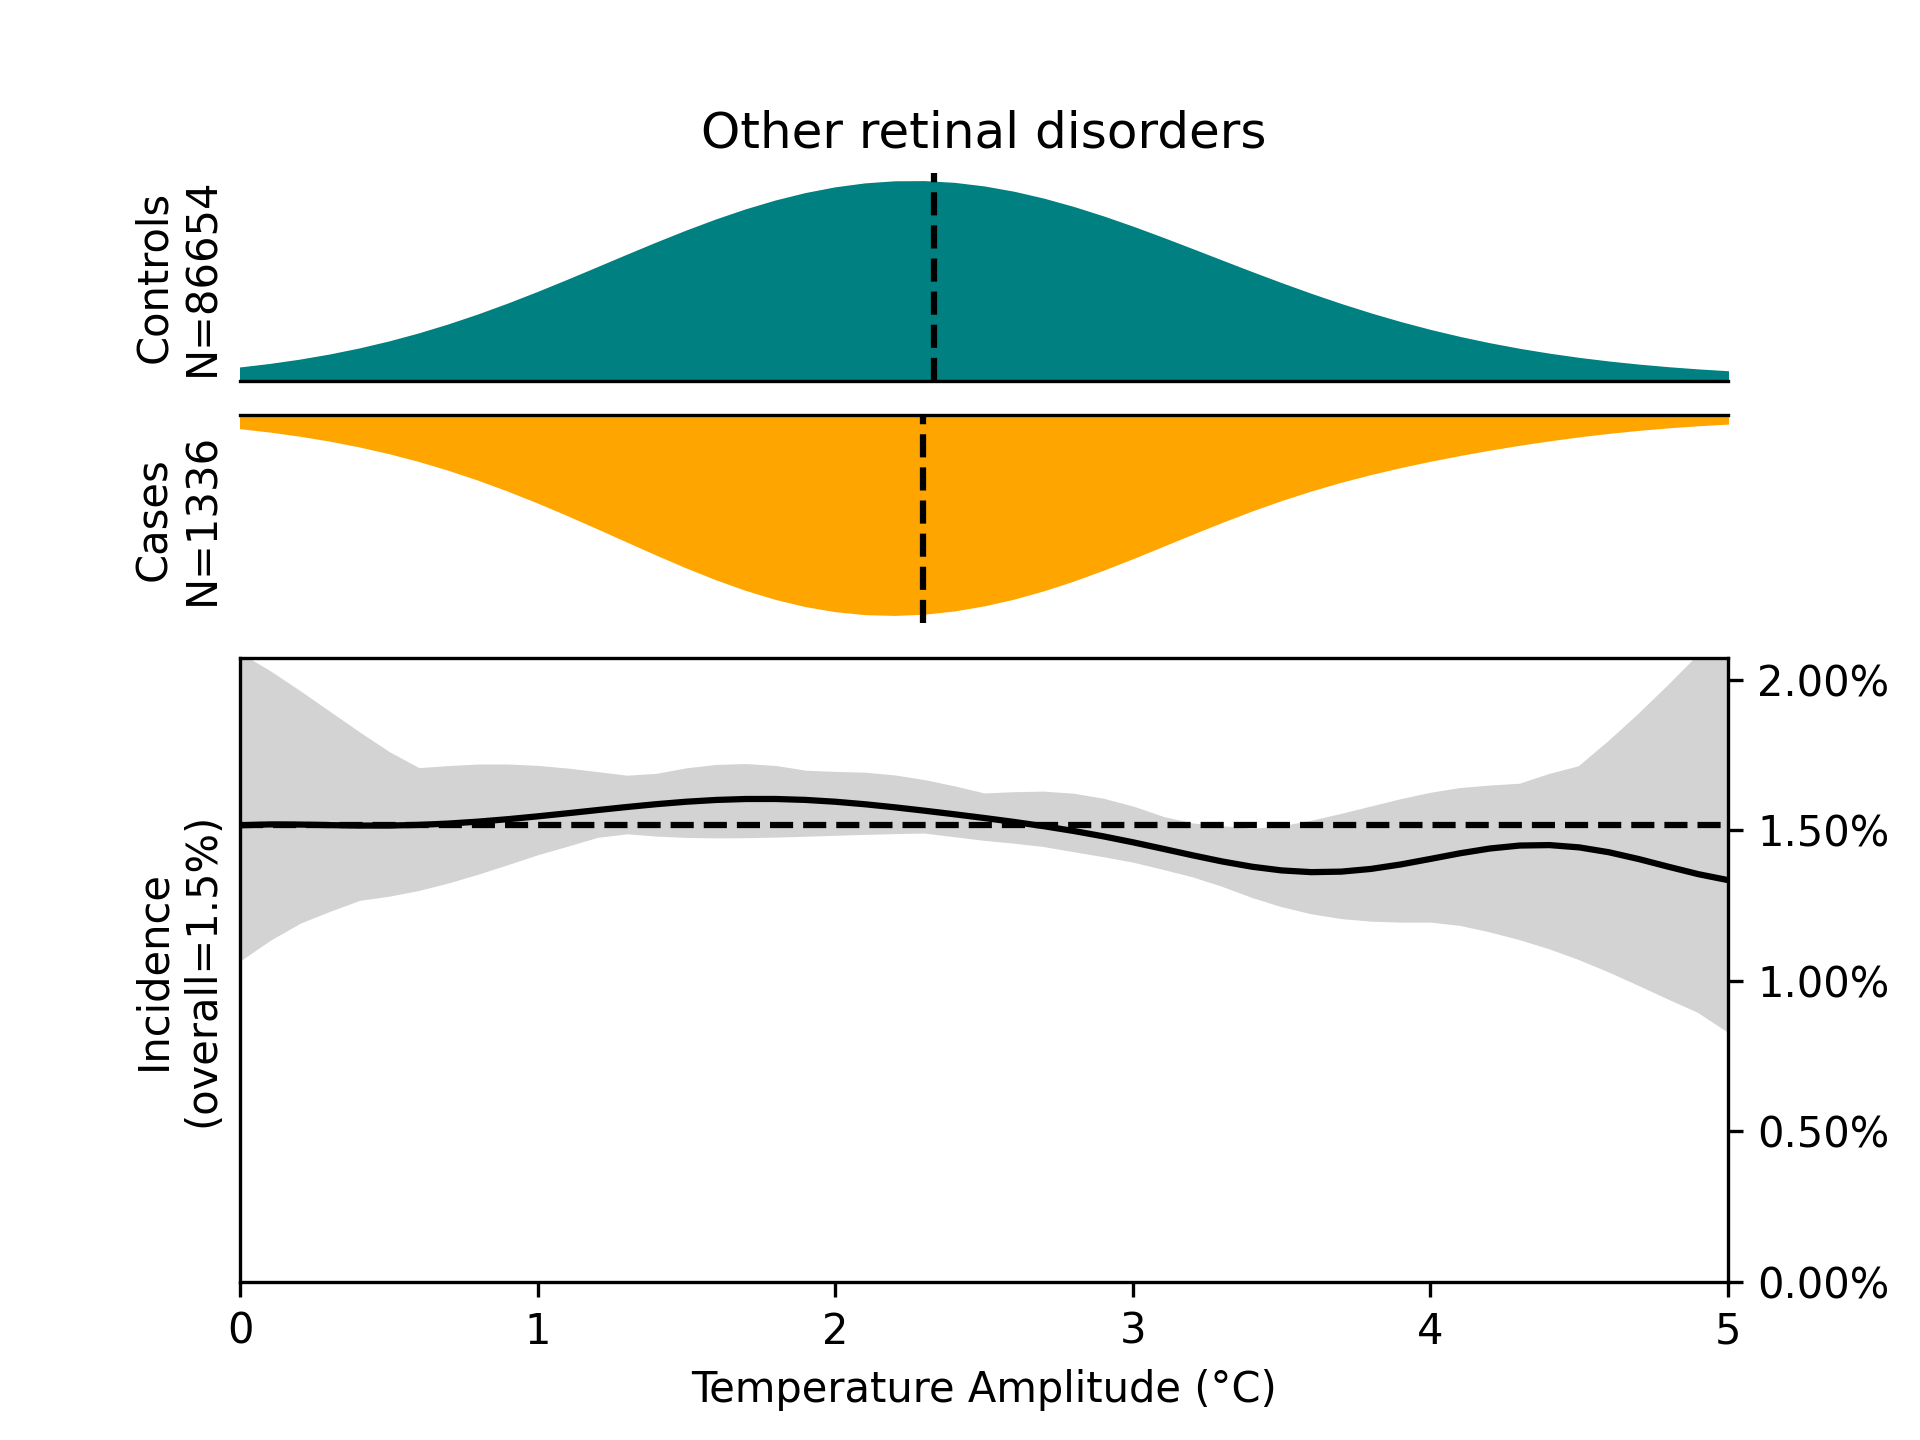 Other retinal disorders
Controls
N=86654
Cases
N=1336
Incidence
(overall=1.5%)
2.00%
1.50%
1.00%
0.50%
0.00%
0 1 2 3 4 5
Temperature Amplitude (°C)